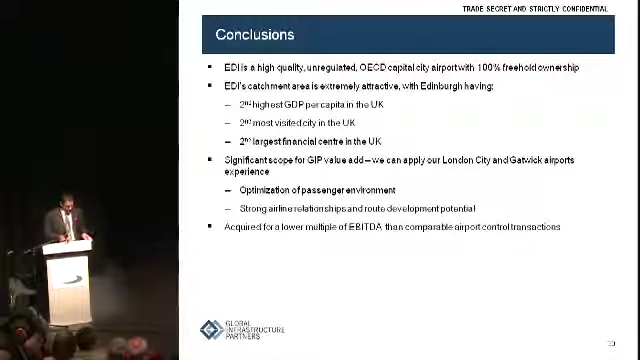 TRADE SECRET AND STRICTLY CONFIDENTIAL
Conclusions
▪ EDI is a high quality, unregulated, OECD capital city airport with 100% freehold ownership
▪ EDI's catchment area is extremely attractive, with Edinburgh having:
– 2nd highest GDP per capita in the UK
– 2nd most visited city in the UK
– 2nd largest financial centre in the UK
▪ Significant scope for GIP value add – we can apply our London City and Gatwick airports
experience
– Optimization of passenger environment
– Strong airline relationships and route development potential
▪ Acquired for a lower multiple of EBITDA than comparable airport control transactions
GLOBAL
INFRASTRUCTURE
PARTNERS